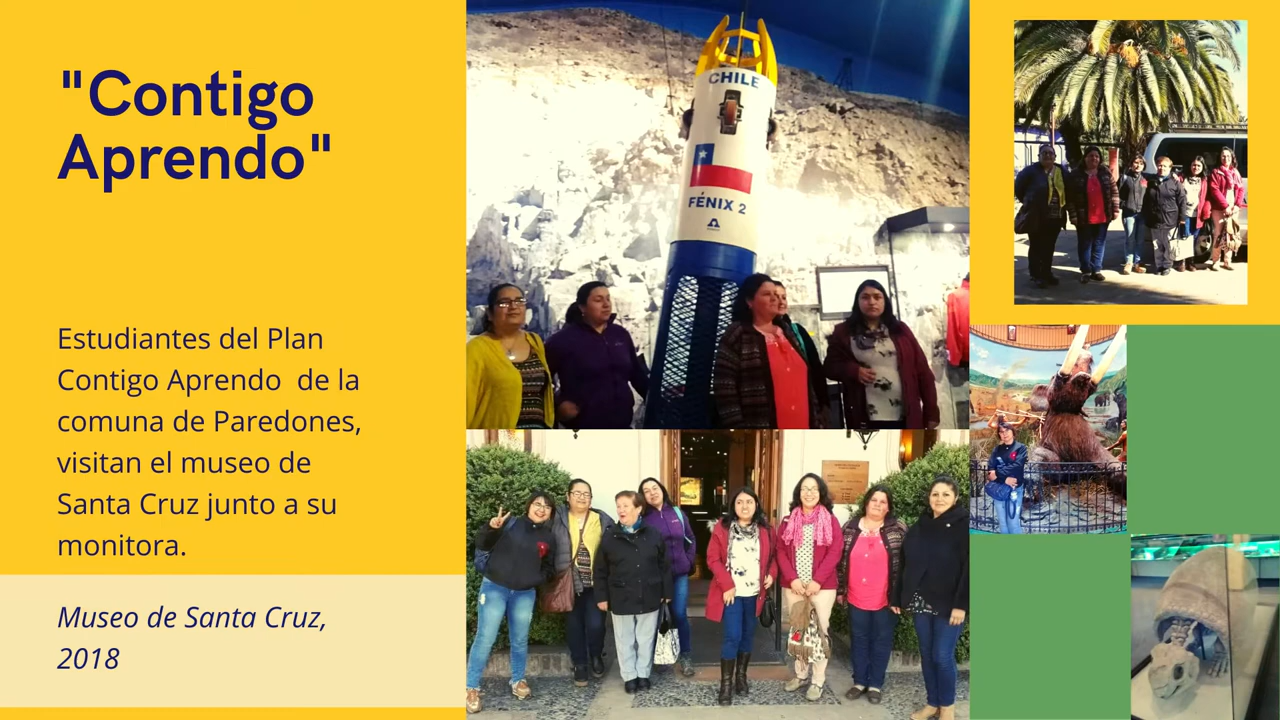 "Contigo
Aprendo"
Estudiantes del Plan
Contigo Aprendo  de la
comuna de Paredones,
visitan el museo de
Santa Cruz junto a su
monitora.
Museo de Santa Cruz,
2018
CHILE
FÉNIX 2